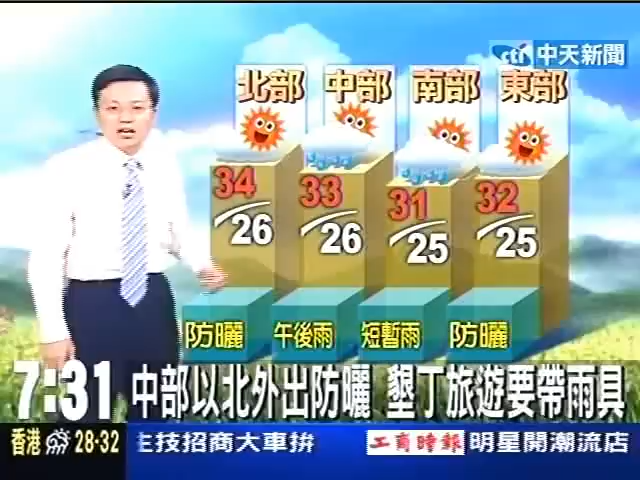 cti 中天新聞
北部 中部 南部 東部
34/26 33/26 31/25 32/25
防曬 午後雨 短暫雨 防曬
7:31 中部以北外出防曬 墾丁旅遊要帶雨具
香港 28-32 主技招商大車拚 工商時報 明星開潮流店